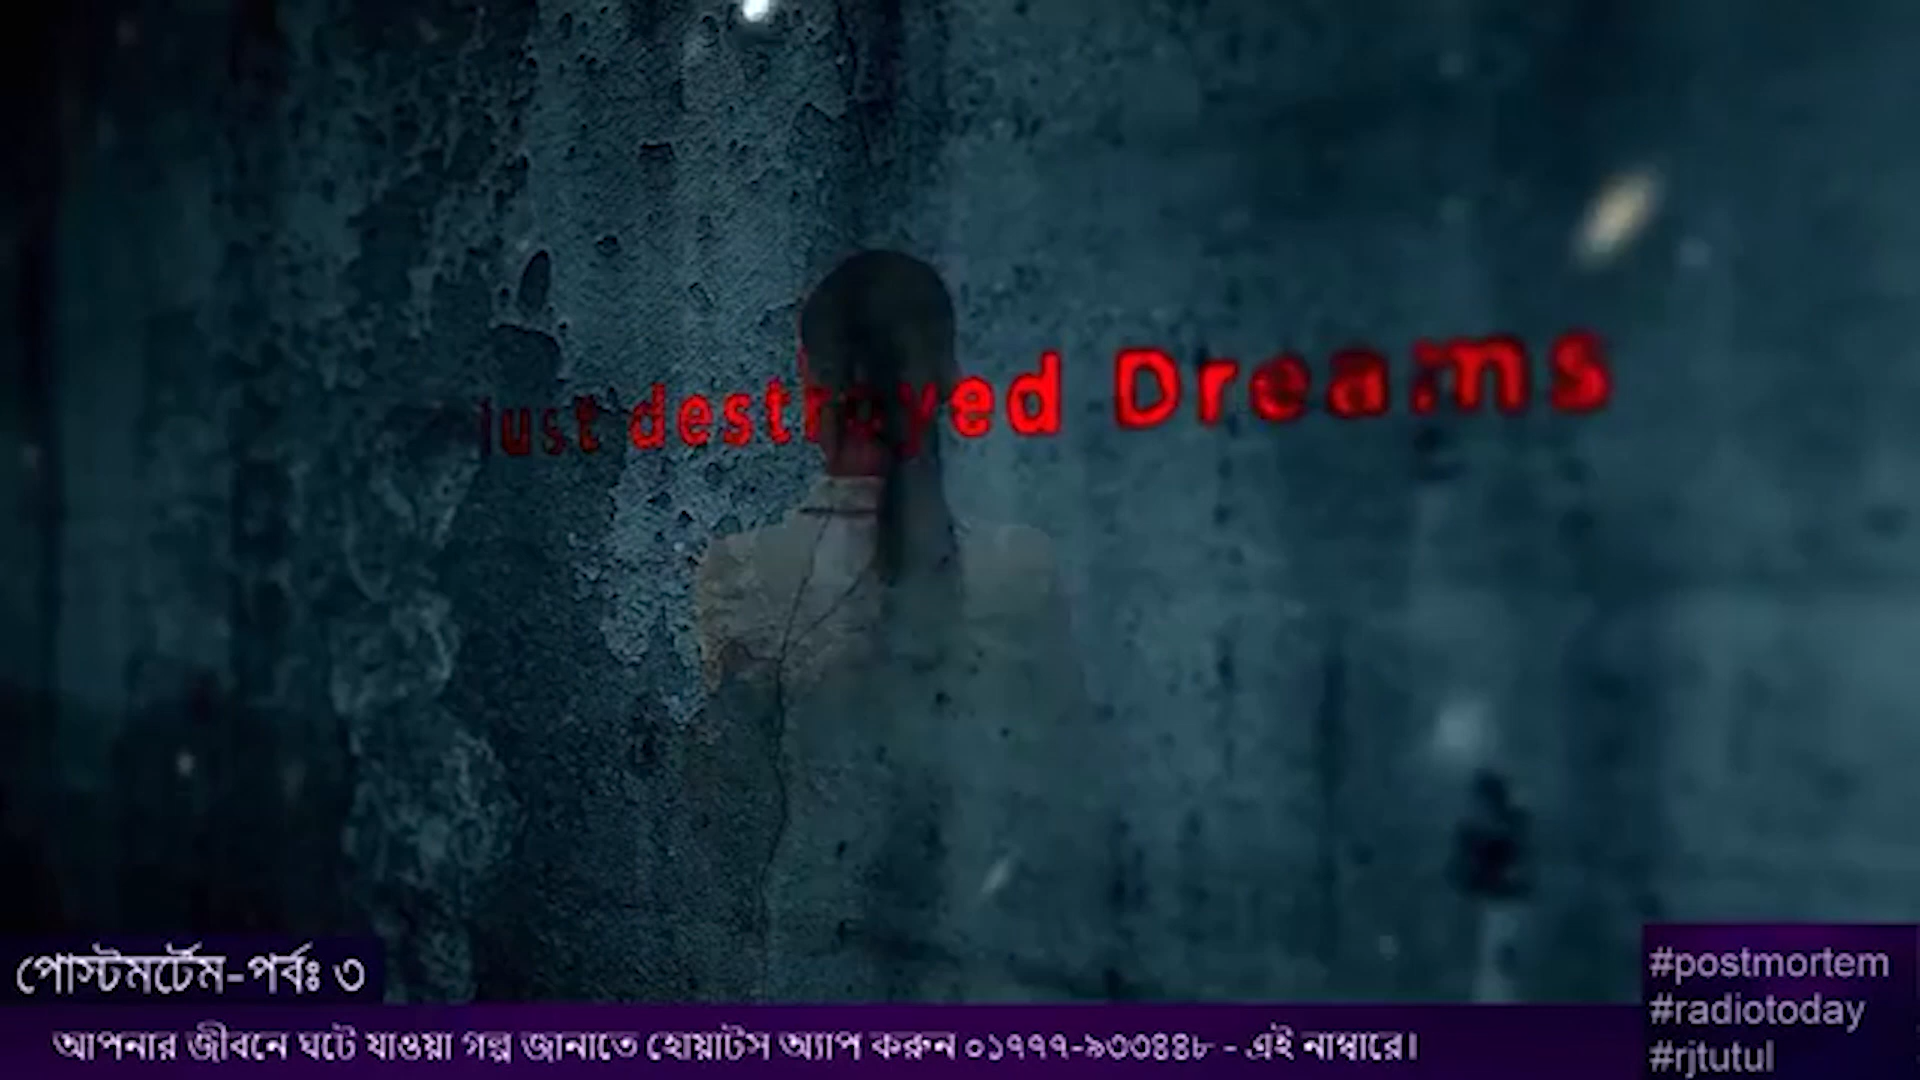 just destroyed Dreams
পোস্টমর্টেম-পর্বঃ ৩
আপনার জীবনে ঘটে যাওয়া গল্প জানাতে হোয়াটস অ্যাপ করুন ০১৭৭৭-৯৩৩৪৪৮ - এই নাম্বারে।
#postmortem
#radiotoday
#rjtutul